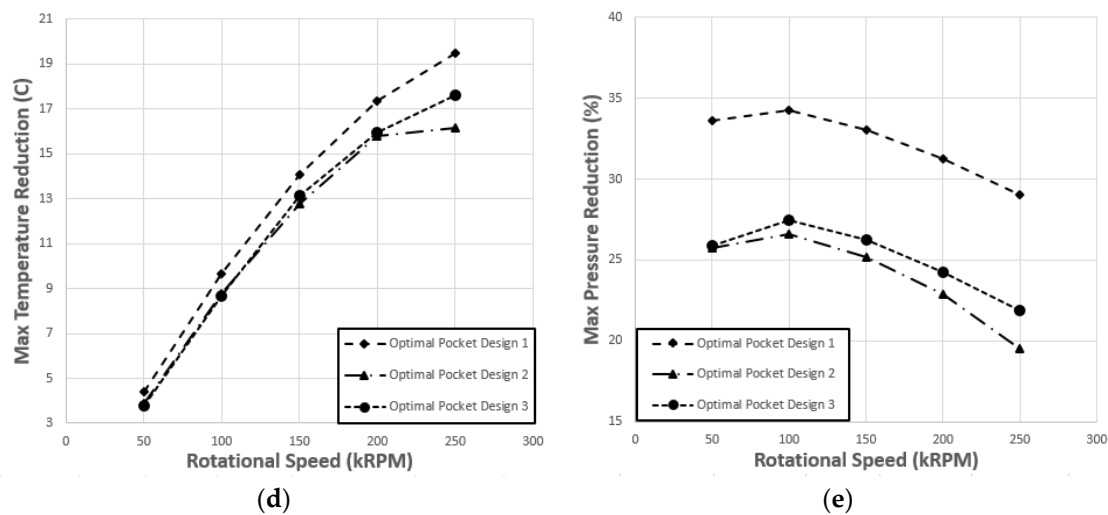 Max Temperature Reduction (C)
21
19
17
15
13
11
9
7
5
3
0
50
100
150
200
250
300
Rotational Speed (kRPM)
Optimal Pocket Design 1
Optimal Pocket Design 2
Optimal Pocket Design 3
(d)
Max Pressure Reduction (%)
40
35
30
25
20
15
0
50
100
150
200
250
300
Rotational Speed (kRPM)
Optimal Pocket Design 1
Optimal Pocket Design 2
Optimal Pocket Design 3
(e)